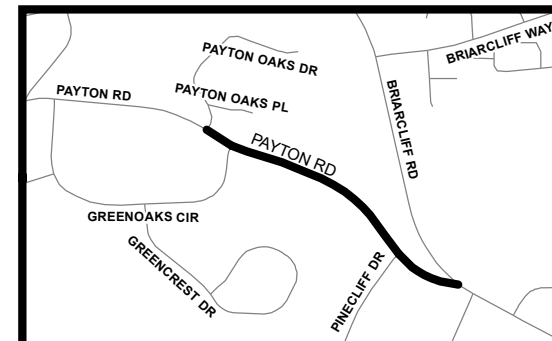 BRIARCLIFF WAY
PAYTON OAKS DR
PAYTON RD
PAYTON OAKS PL
BRIARCLIFF RD
PAYTON RD
GREENOAKS CIR
GREENCREST DR
PINECLIFF DR